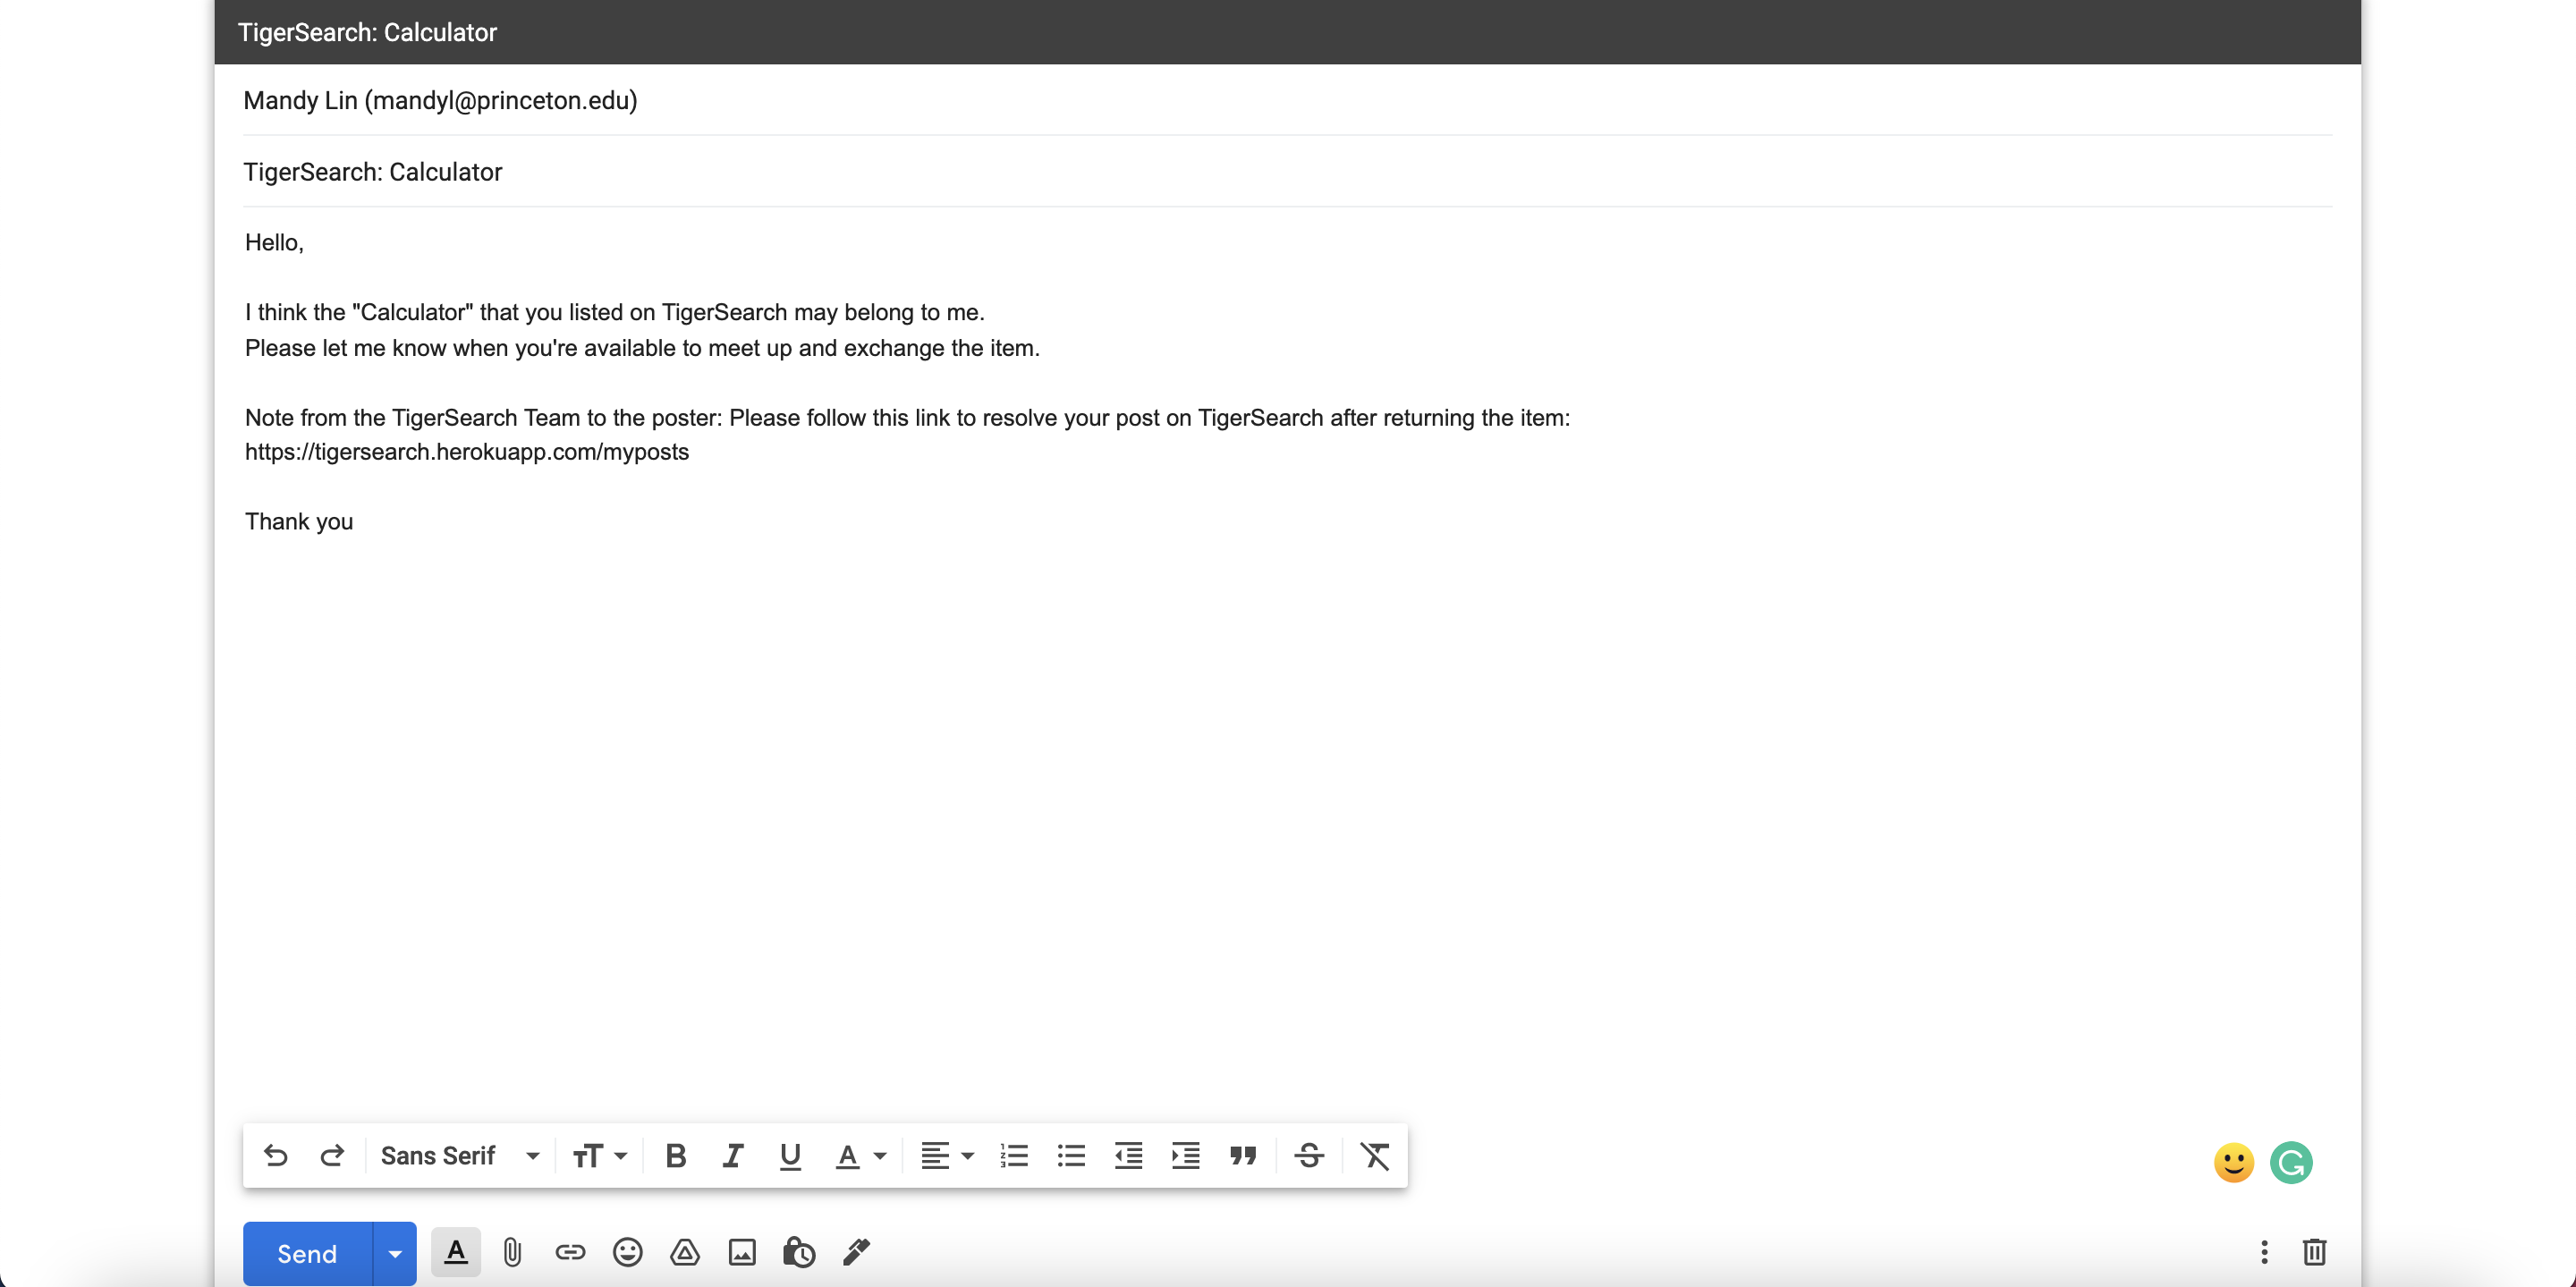 TigerSearch: Calculator
Mandy Lin (mandyl@princeton.edu)
TigerSearch: Calculator
Hello,
I think the "Calculator" that you listed on TigerSearch may belong to me.
Please let me know when you're available to meet up and exchange the item.
Note from the TigerSearch Team to the poster: Please follow this link to resolve your post on TigerSearch after returning the item:
https://tigersearch.herokuapp.com/myposts
Thank you
Sans Serif
Send